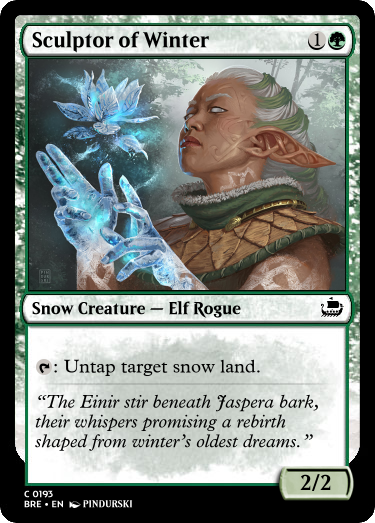 Sculptor of Winter 1
Snow Creature — Elf Rogue
: Untap target snow land.
“The Einir stir beneath Jaspera bark,
their whispers promising a rebirth
shaped from winter’s oldest dreams.”
2/2
C 0193
BRE • EN PINDURSKI